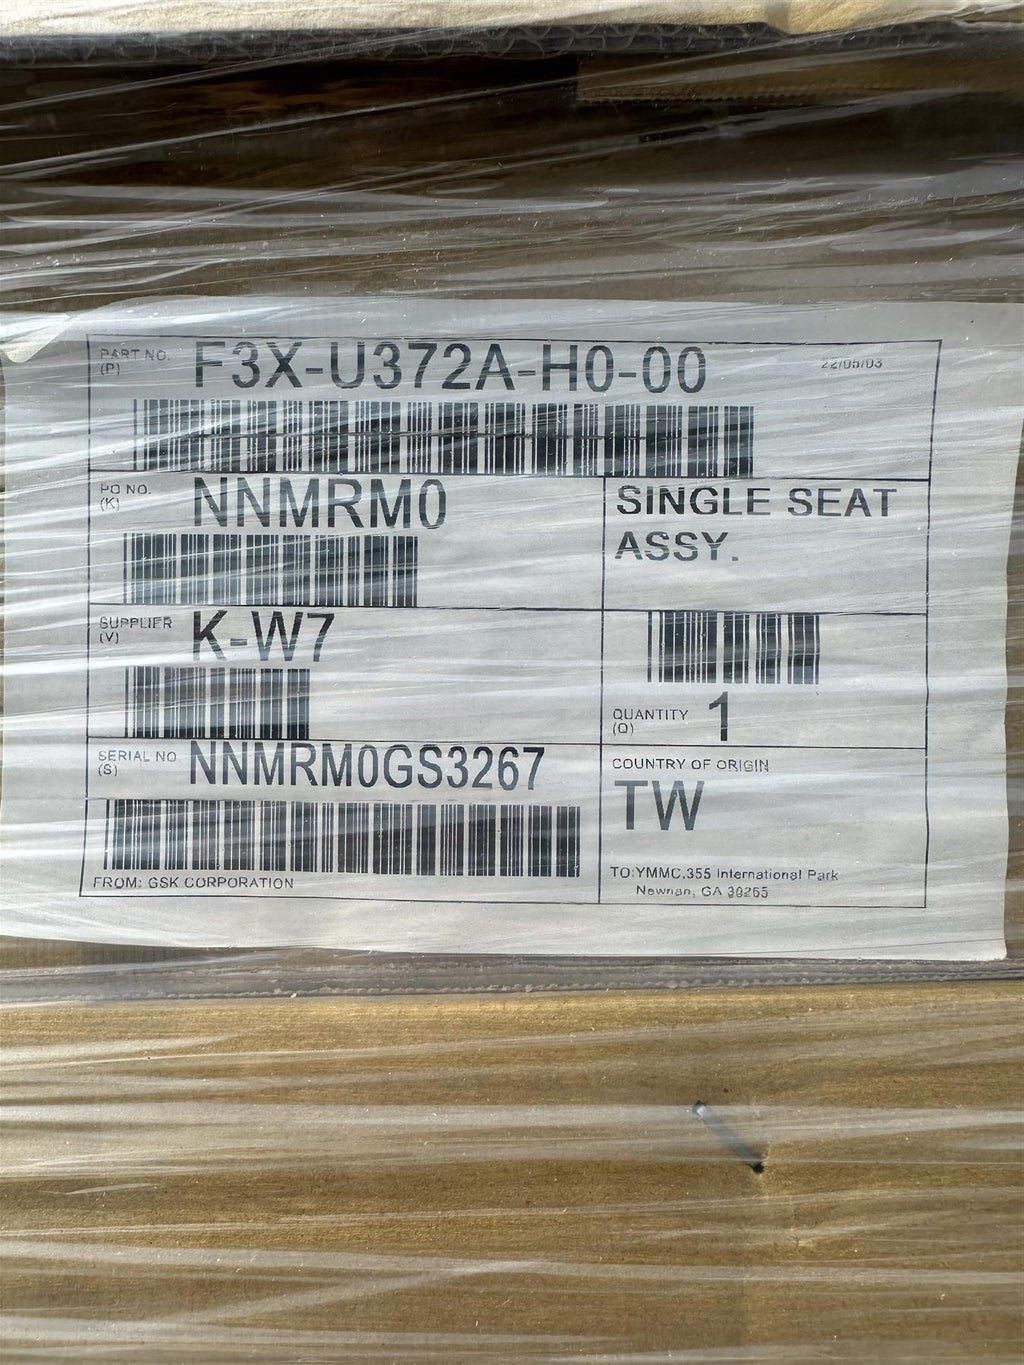 PART NO. F3X-U372A-H0-00 22/05/03
(P)
PO NO. NNMRM0
(K)
SINGLE SEAT
ASSY.
SUPPLIER K-W7
(V)
QUANTITY 1
(Q)
SERIAL NO NNMRM0GS3267
(S)
COUNTRY OF ORIGIN
TW
FROM: GSK CORPORATION
TO:YMMC,355 International Park
Newnan, GA 30265